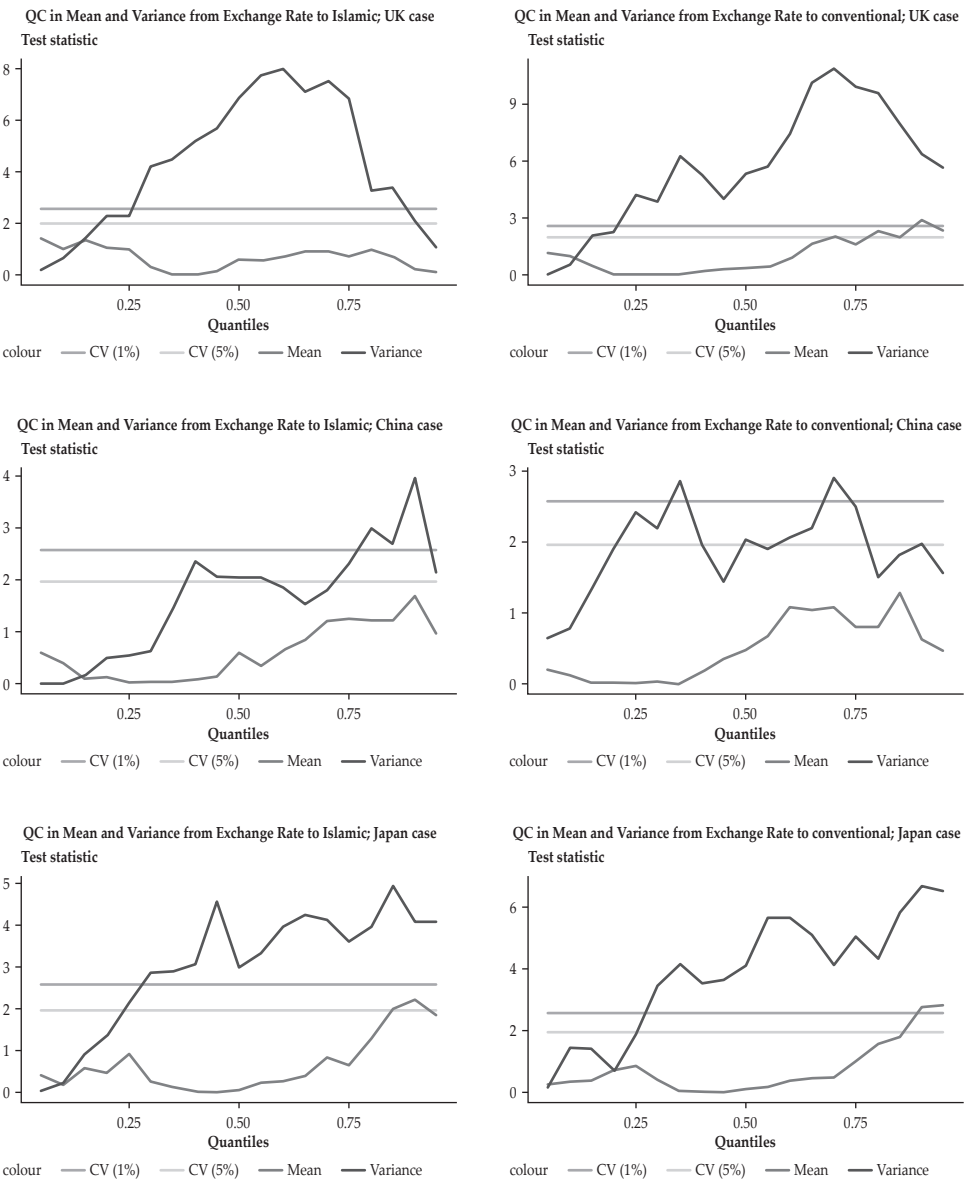 QC in Mean and Variance from Exchange Rate to Islamic; UK case
Test statistic
8
6
4
2
0
0.25 0.50 0.75
Quantiles
colour CV (1%) CV (5%) Mean Variance
QC in Mean and Variance from Exchange Rate to conventional; UK case
Test statistic
9
6
3
0
0.25 0.50 0.75
Quantiles
colour CV (1%) CV (5%) Mean Variance
QC in Mean and Variance from Exchange Rate to Islamic; China case
Test statistic
4
3
2
1
0
0.25 0.50 0.75
Quantiles
colour CV (1%) CV (5%) Mean Variance
QC in Mean and Variance from Exchange Rate to conventional; China case
Test statistic
3
2
1
0
0.25 0.50 0.75
Quantiles
colour CV (1%) CV (5%) Mean Variance
QC in Mean and Variance from Exchange Rate to Islamic; Japan case
Test statistic
5
4
3
2
1
0
0.25 0.50 0.75
Quantiles
colour CV (1%) CV (5%) Mean Variance
QC in Mean and Variance from Exchange Rate to conventional; Japan case
Test statistic
6
4
2
0
0.25 0.50 0.75
Quantiles
colour CV (1%) CV (5%) Mean Variance